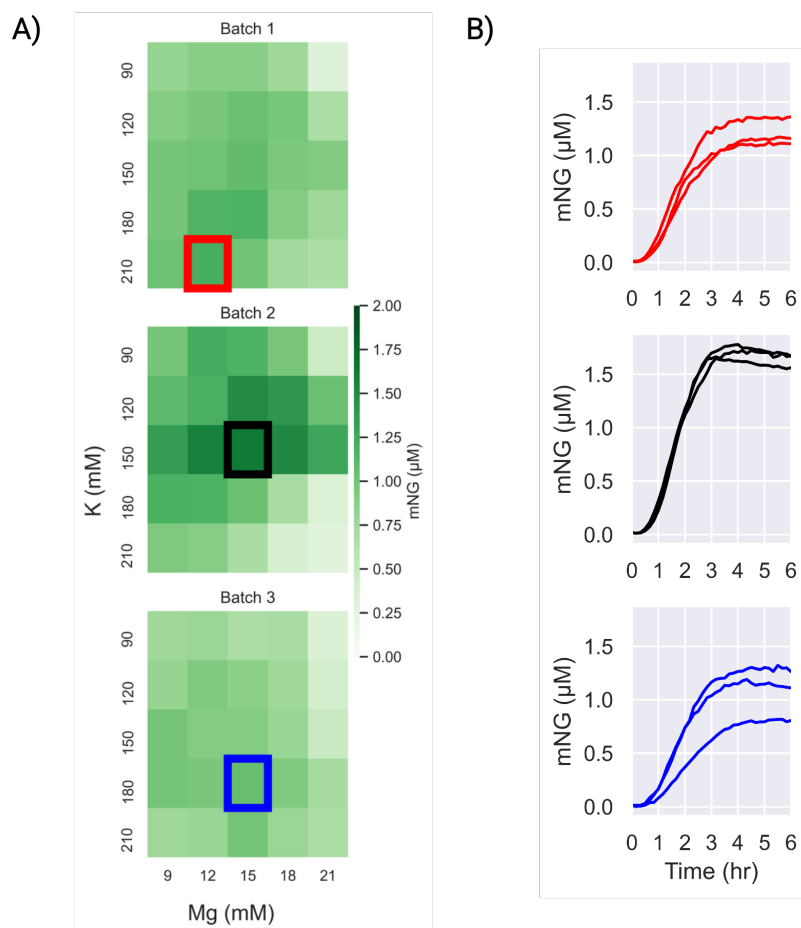 A)
B)
Batch 1
90
120
150
180
210
Batch 2
90
120
150
180
210
K (mM)
2.00
1.75
1.50
1.25
1.00
0.75
0.50
0.25
0.00
mNG (μM)
Batch 3
90
120
150
180
210
9 12 15 18 21
Mg (mM)
mNG (μM)
1.5
1.0
0.5
0.0
0 1 2 3 4 5 6
mNG (μM)
1.5
1.0
0.5
0.0
0 1 2 3 4 5 6
mNG (μM)
1.5
1.0
0.5
0.0
0 1 2 3 4 5 6
Time (hr)